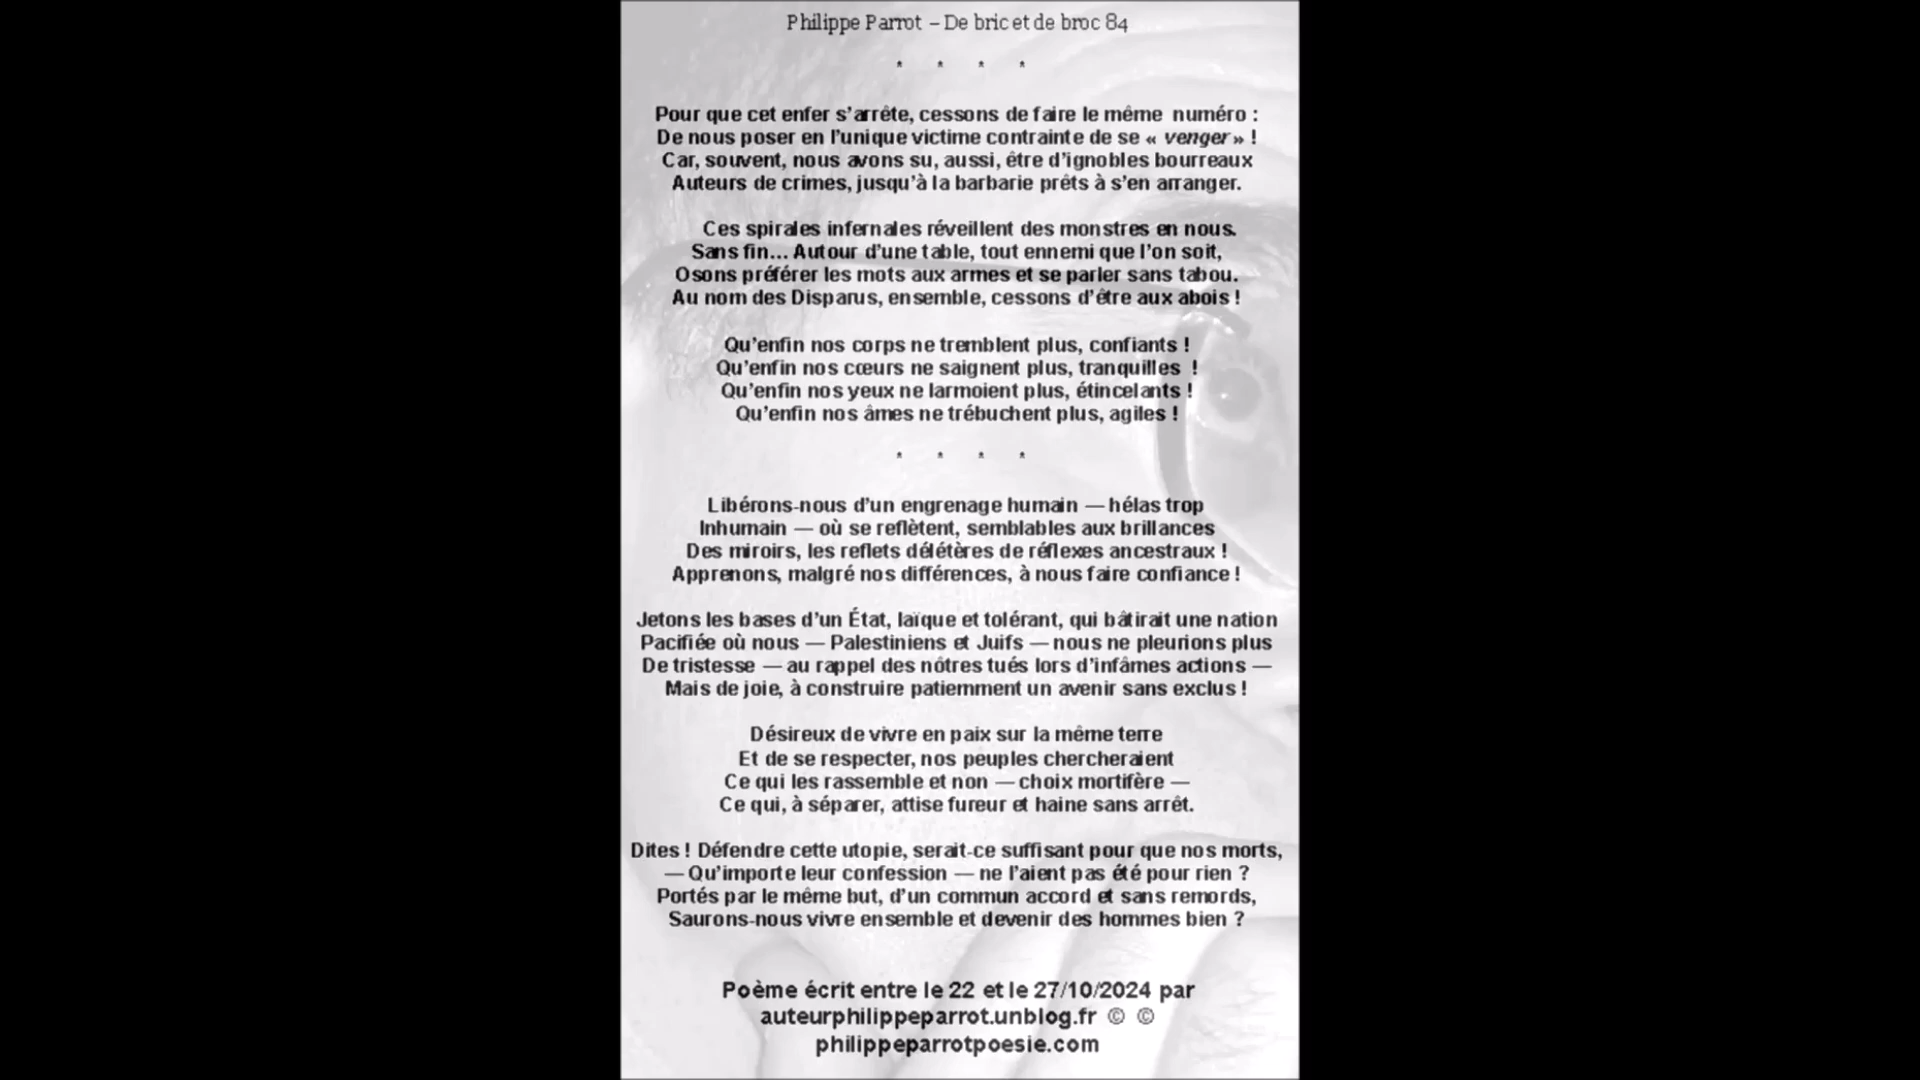 Philippe Parrot – De bric et de broc 84
* * * *
Pour que cet enfer s’arrête, cessons de faire le même numéro :
De nous poser en l’unique victime contrainte de se « venger » !
Car, souvent, nous avons su, aussi, être d’ignobles bourreaux
Auteurs de crimes, jusqu’à la barbarie prêts à s’en arranger.
Ces spirales infernales réveillent des monstres en nous.
Sans fin… Autour d’une table, tout ennemi que l’on soit,
Osons préférer les mots aux armes et se parler sans tabou.
Au nom des Disparus, ensemble, cessons d’être aux abois !
Qu’enfin nos corps ne tremblent plus, confiants !
Qu’enfin nos cœurs ne saignent plus, tranquilles !
Qu’enfin nos yeux ne larmoient plus, étincelants !
Qu’enfin nos âmes ne trébuchent plus, agiles !
* * * *
Libérons-nous d’un engrenage humain — hélas trop
Inhumain — où se reflètent, semblables aux brillances
Des miroirs, les reflets délétères de réflexes ancestraux !
Apprenons, malgré nos différences, à nous faire confiance !
Jetons les bases d’un État, laïque et tolérant, qui bâtirait une nation
Pacifiée où nous — Palestiniens et Juifs — nous ne pleurions plus
De tristesse — au rappel des nôtres tués lors d’infâmes actions —
Mais de joie, à construire patiemment un avenir sans exclus !
Désireux de vivre en paix sur la même terre
Et de se respecter, nos peuples chercheraient
Ce qui les rassemble et non — choix mortifère —
Ce qui, à séparer, attise fureur et haine sans arrêt.
Dites ! Défendre cette utopie, serait-ce suffisant pour que nos morts,
— Qu’importe leur confession — ne l’aient pas été pour rien ?
Portés par le même but, d’un commun accord et sans remords,
Saurons-nous vivre ensemble et devenir des hommes bien ?
Poème écrit entre le 22 et le 27/10/2024 par
auteurphilippeparrot.unblog.fr © ©
philippeparrotpoesie.com